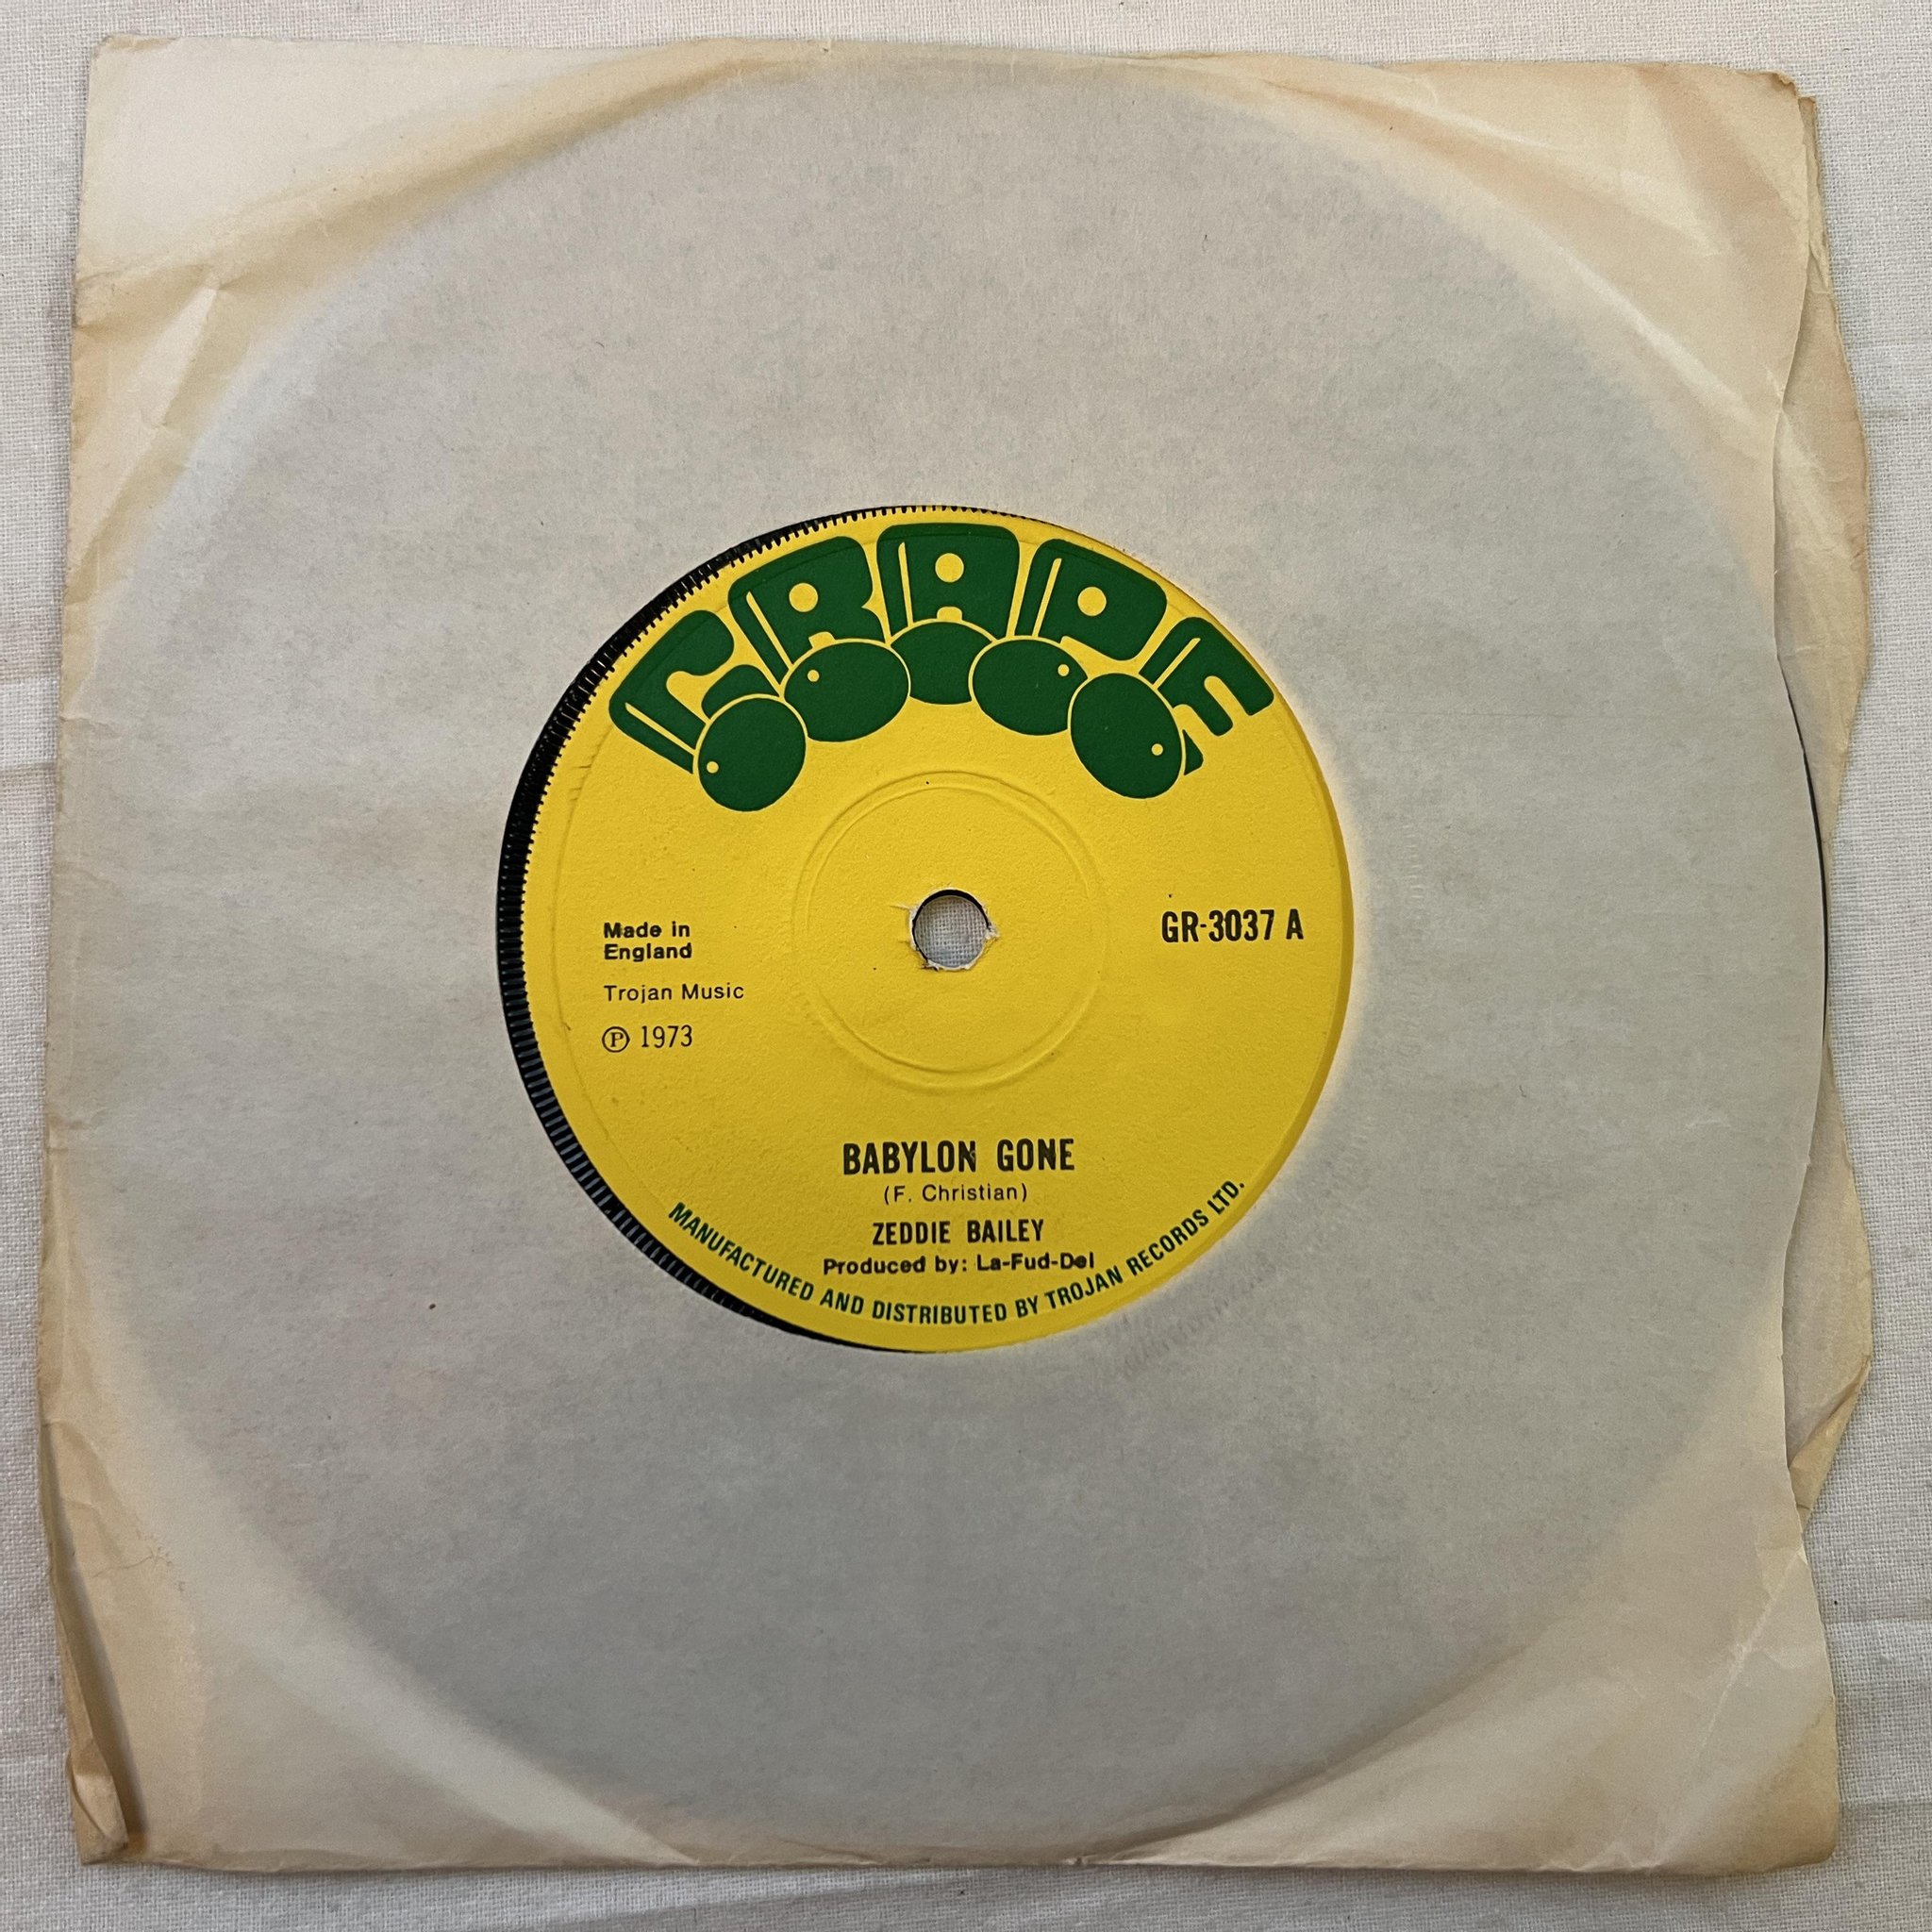 GRAPE
Made in
England
GR-3037 A
Trojan Music
Ⓟ 1973
BABYLON GONE
(F. Christian)
ZEDDIE BAILEY
Produced by: La-Fud-Del
MANUFACTURED AND DISTRIBUTED BY TROJAN RECORDS LTD.